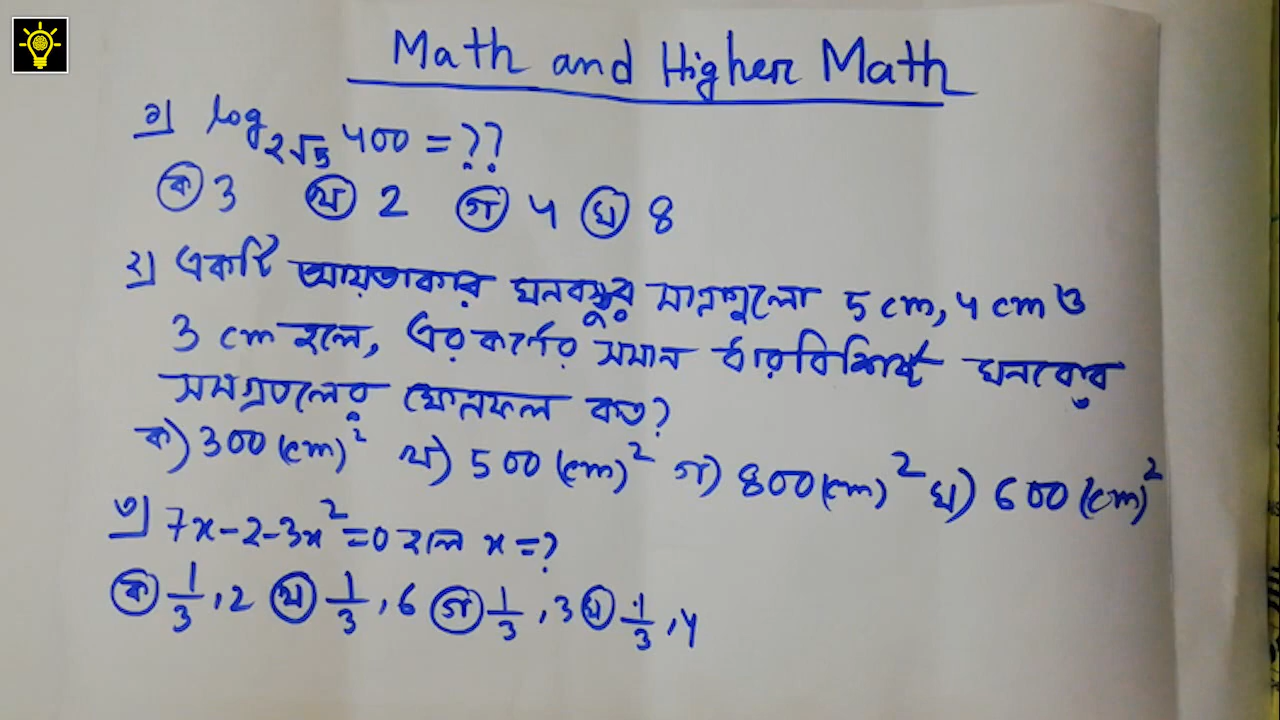 Math and Higher Math
১) log₂√₅ 400 = ??
ক 3 খ 2 গ 4 ঘ 8
২) একটি আয়তাকার ঘনবস্তুর মাত্রাগুলো 5 cm, 4 cm ও
3 cm হলে, এর কর্ণের সমান ধারবিশিষ্ট ঘনকের
সমগ্রতলের ক্ষেত্রফল কত?
ক) 300 (cm)² খ) 500 (cm)² গ) 800 (cm)² ঘ) 600 (cm)²
৩) 7x-2-3x²=0 হলে x=?
ক 1/3, 2 খ 1/3, 6 গ 1/3, 3 ঘ 1/3, 4